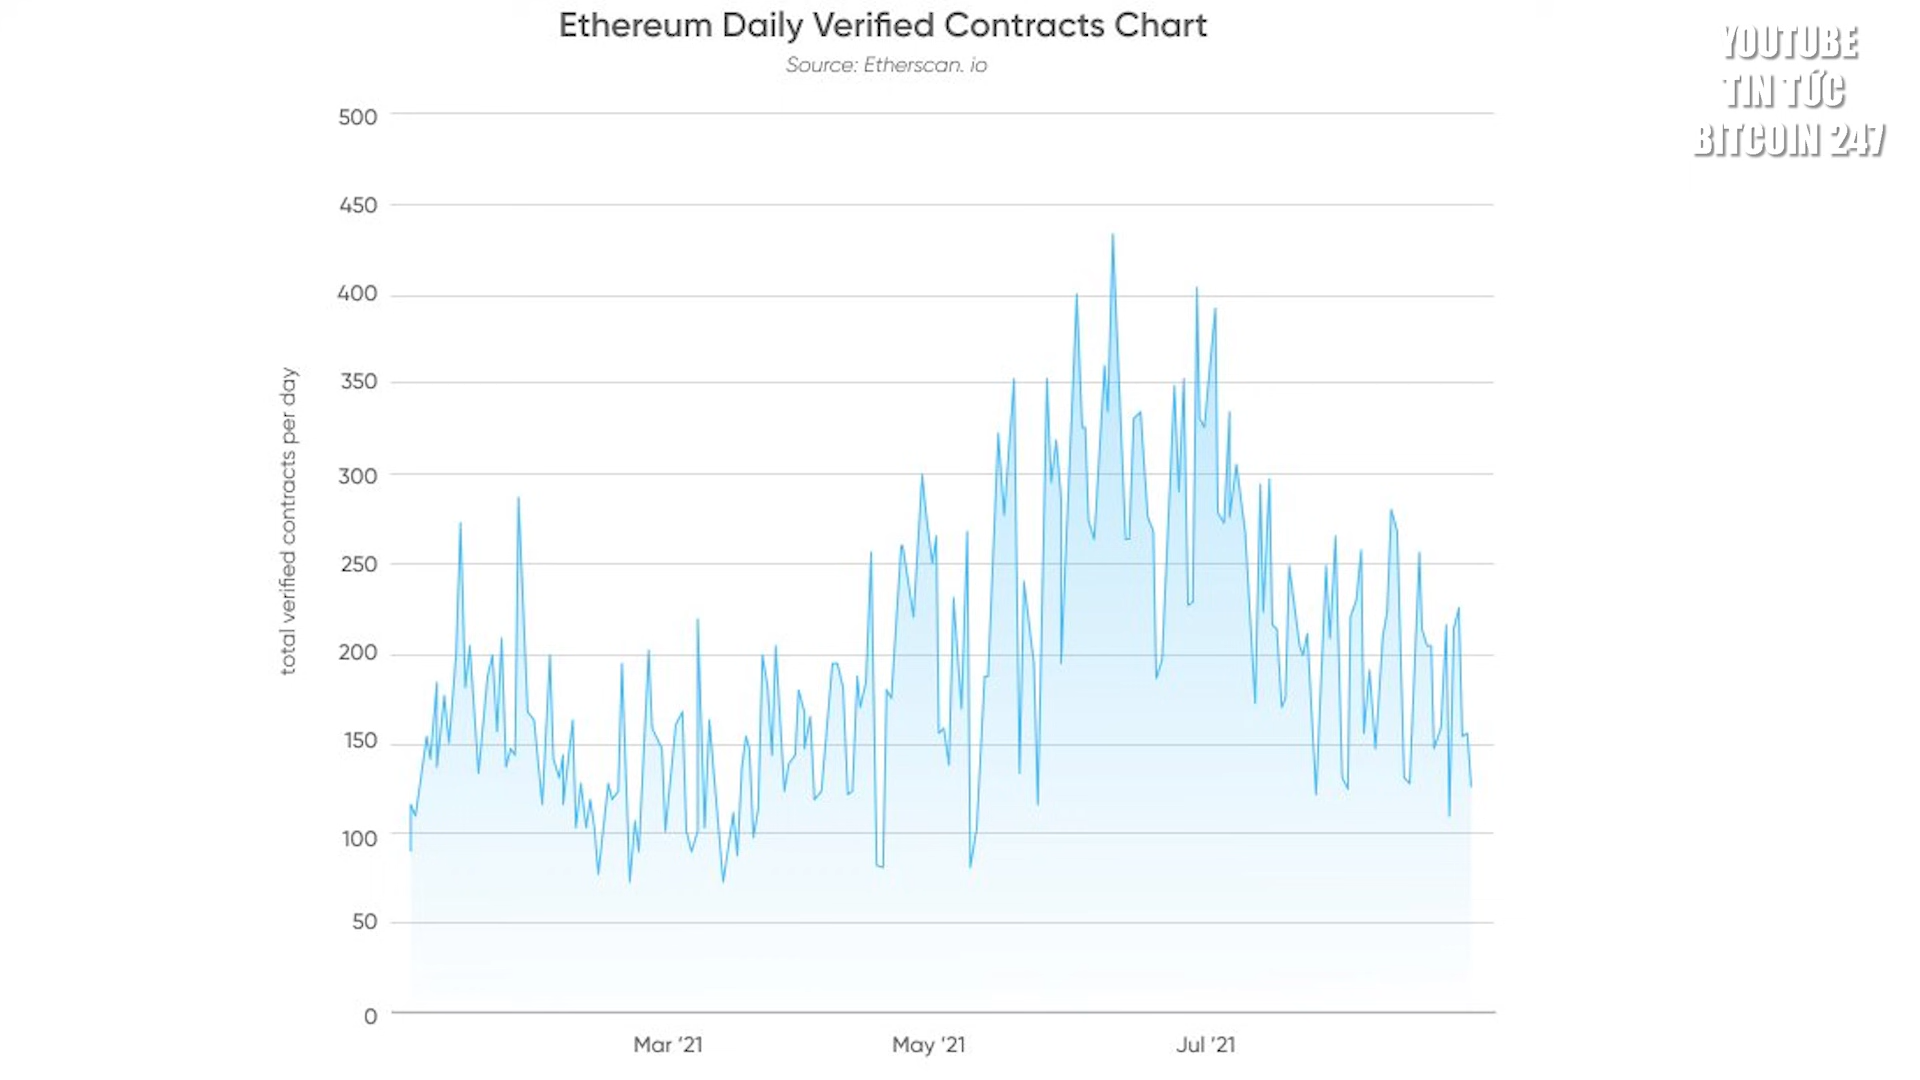 Ethereum Daily Verified Contracts Chart
Source: Etherscan. io
YOUTUBE
TIN TỨC
BITCOIN 247
500
450
400
350
300
250
200
150
100
50
0
total verified contracts per day
Mar '21
May '21
Jul '21